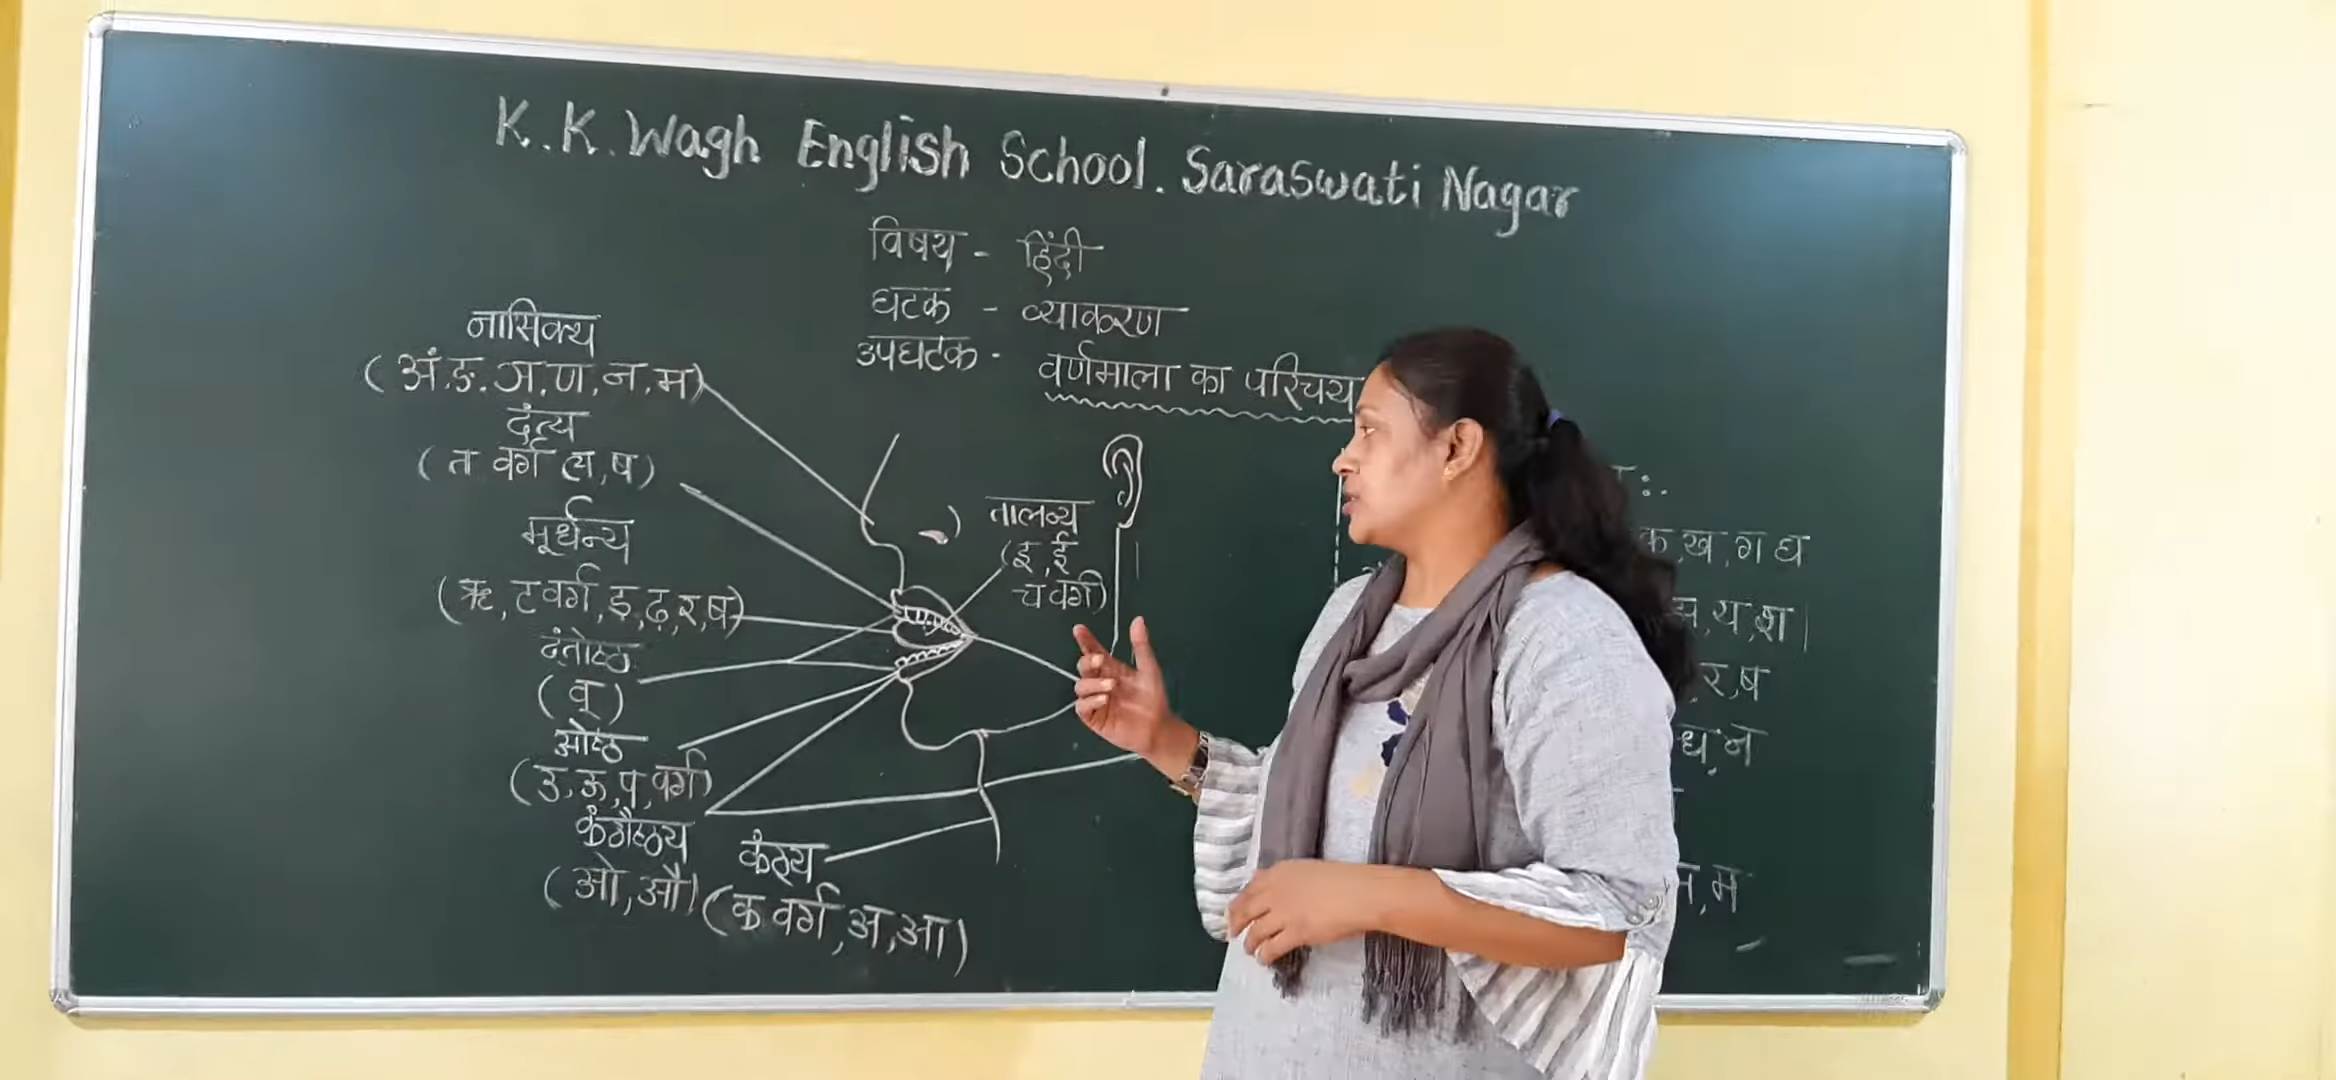 K.K.Wagh English School. Saraswati Nagar
विषय - हिंदी
घटक - व्याकरण
उपघटक - वर्णमाला का परिचय
नासिक्य
(अं.ङ.ञ.ण,न,म)
दंत्य
(त वर्ग ल,ष)
मूर्धन्य
(ऋ,टवर्ग,ड़,ढ़,र,ष)
दंतोष्ठ
(व्)
ओष्ठ
(उ,ऊ,प,वर्ग)
कंठौष्ठ्य
(ओ,औ)
कंठ्य
(क वर्ग,अ,आ)
तालव्य
(इ,ई
च वर्ग)
क,ख,ग घ
,य,श|
,र,ष
ध,न
,म